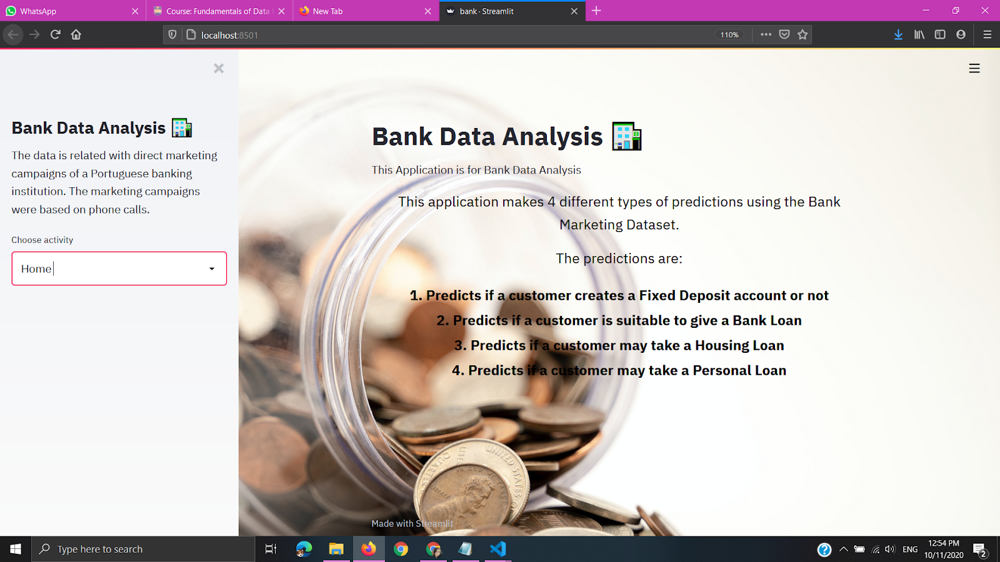 WhatsApp
Course: Fundamentals of Data
New Tab
bank · Streamlit
localhost:8501
110%
Bank Data Analysis
The data is related with direct marketing
campaigns of a Portuguese banking
institution. The marketing campaigns
were based on phone calls.
Choose activity
Home
Bank Data Analysis
This Application is for Bank Data Analysis
This application makes 4 different types of predictions using the Bank
Marketing Dataset.
The predictions are:
1. Predicts if a customer creates a Fixed Deposit account or not
2. Predicts if a customer is suitable to give a Bank Loan
3. Predicts if a customer may take a Housing Loan
4. Predicts if a customer may take a Personal Loan
QUARTER
UNITED STATES
LIBERTY
Made with Streamlit
Type here to search
ENG
12:54 PM
10/11/2020
2